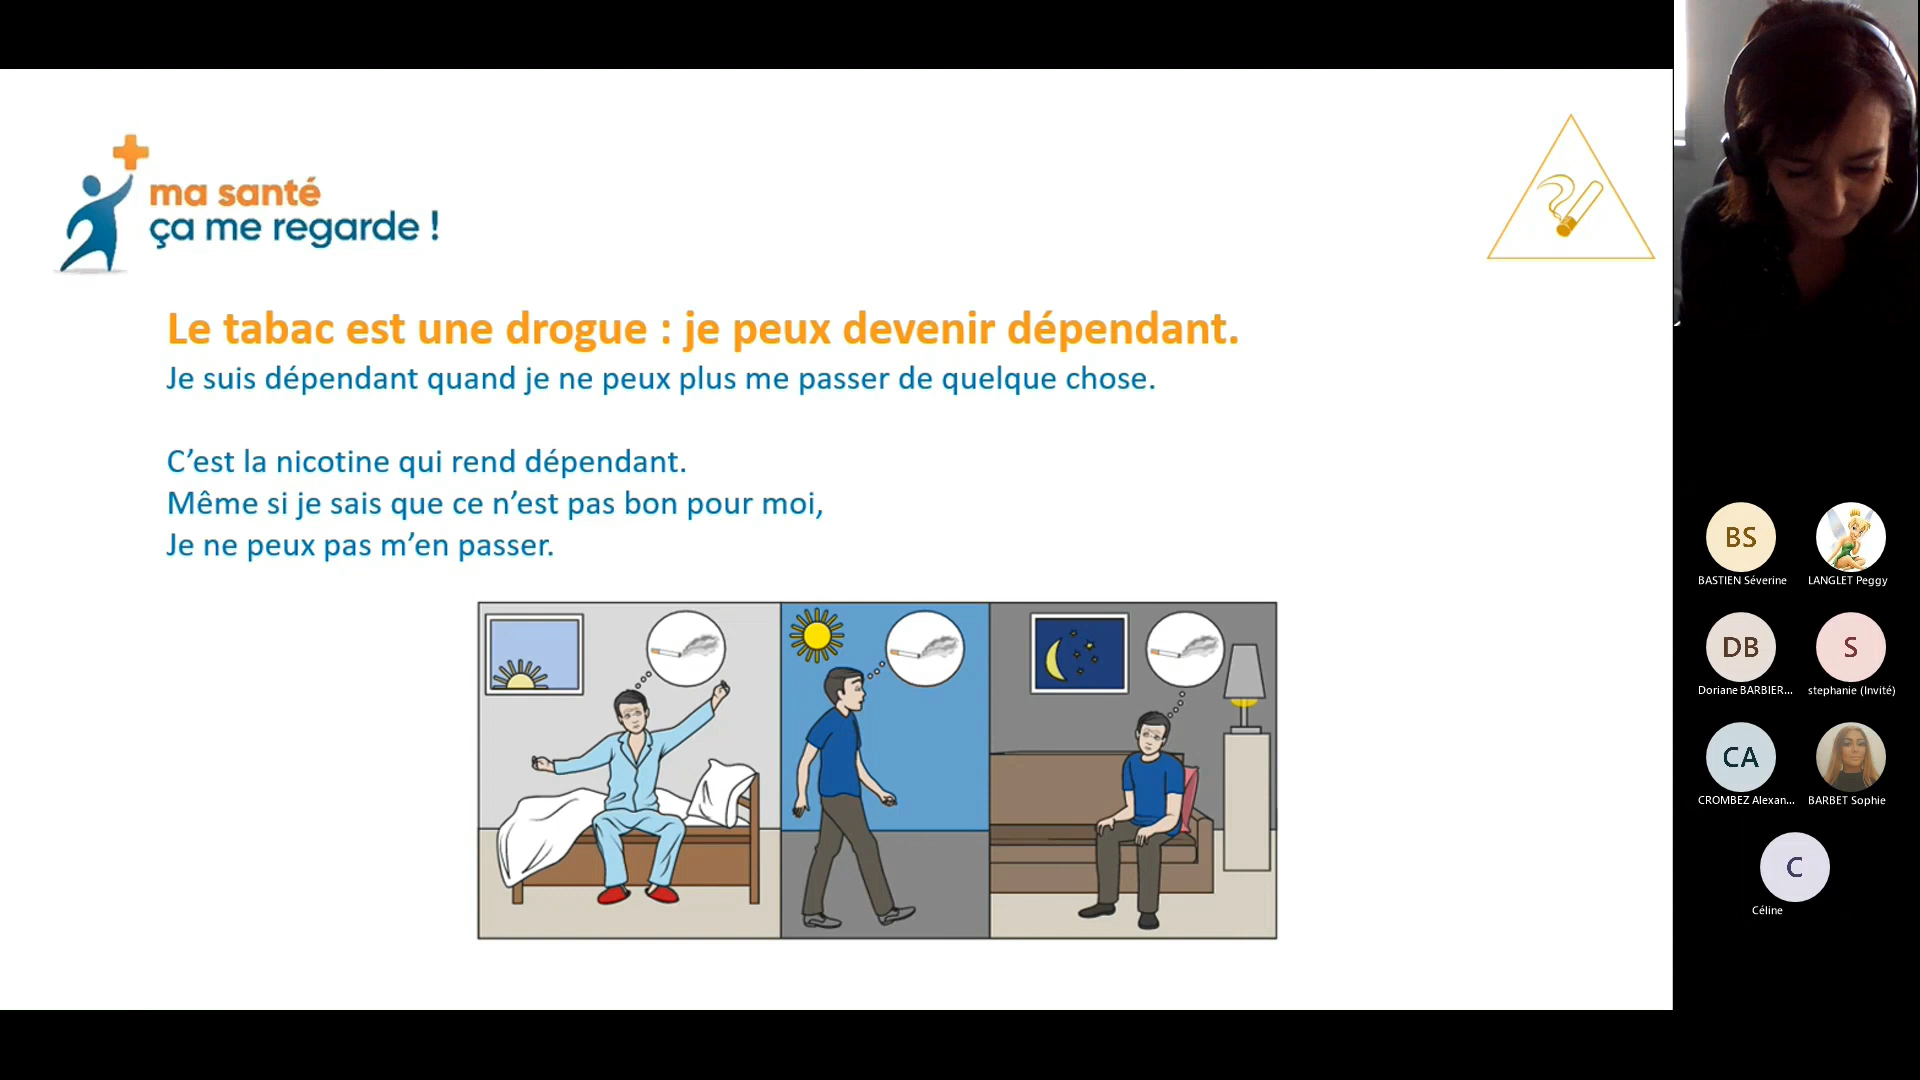 ma santé
ça me regarde !
Le tabac est une drogue : je peux devenir dépendant.
Je suis dépendant quand je ne peux plus me passer de quelque chose.
C’est la nicotine qui rend dépendant.
Même si je sais que ce n’est pas bon pour moi,
Je ne peux pas m’en passer.
BS
BASTIEN Séverine
LANGLET Peggy
DB
S
Doriane BARBIER...
stephanie (Invité)
CA
CROMBEZ Alexan...
BARBET Sophie
C
Céline